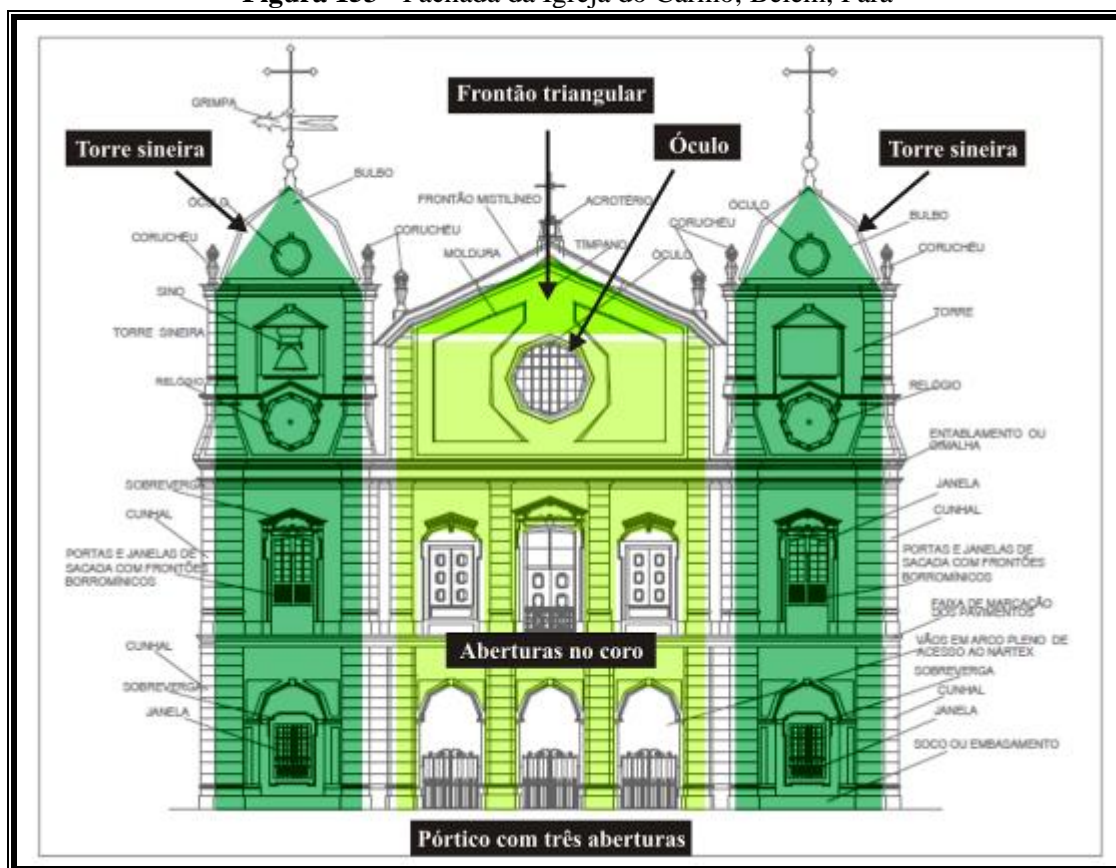 Figura 155 - Fachada da Igreja do Carmo, Belém, Pará
Frontão triangular
GRIMPA
Torre sineira
Óculo
Torre sineira
BULBO
ÓCULO
FRONTÃO MISTILÍNEO
ACROTÉRIO
ÓCULO
CORUCHÉU
CORUCHÉU
MOLDURA
TÍMPANO
ÓCULO
CORUCHÉU
BULBO
CORUCHÉU
SINO
TORRE SINEIRA
TORRE
RELÓGIO
RELÓGIO
ENTABLAMENTO OU
CIMALHA
SOBREVERGA
JANELA
CUNHAL
CUNHAL
PORTAS E JANELAS DE
SACADA COM FRONTÕES
BORROMÍNICOS
PORTAS E JANELAS DE
SACADA COM FRONTÕES
BORROMÍNICOS
FAIXA DE MARCAÇÃO
DOS PAVIMENTOS
CUNHAL
Aberturas no coro
VÃOS EM ARCO PLENO DE
ACESSO AO NÁRTEX
SOBREVERGA
SOBREVERGA
CUNHAL
JANELA
JANELA
SOCO OU EMBASAMENTO
Pórtico com três aberturas